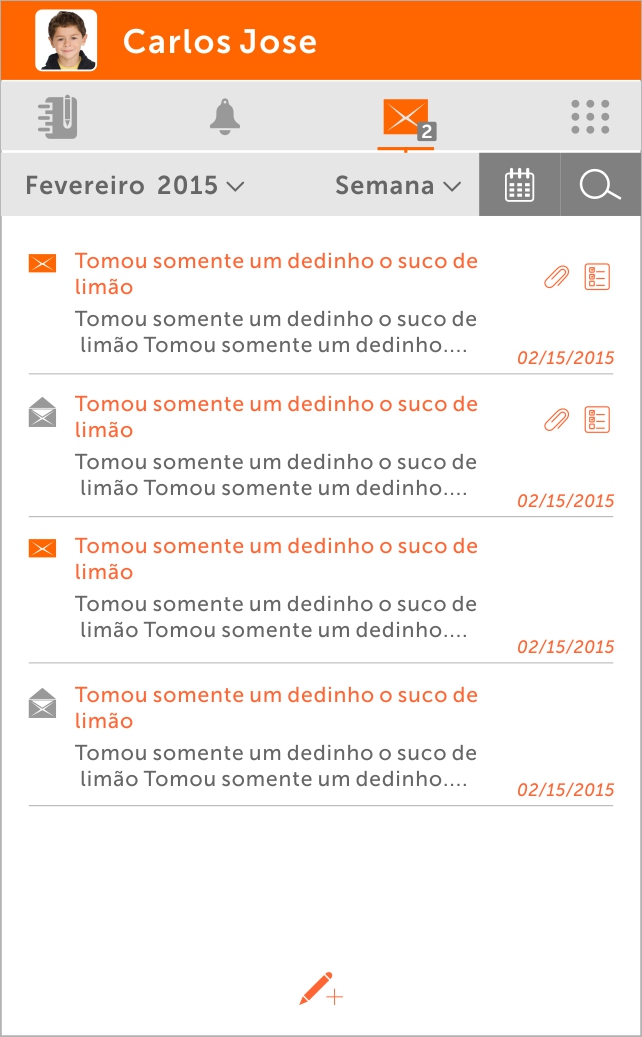 Carlos Jose
2
Fevereiro 2015
Semana
Tomou somente um dedinho o suco de
limão
Tomou somente um dedinho o suco de
limão Tomou somente um dedinho....
02/15/2015
Tomou somente um dedinho o suco de
limão
Tomou somente um dedinho o suco de
limão Tomou somente um dedinho....
02/15/2015
Tomou somente um dedinho o suco de
limão
Tomou somente um dedinho o suco de
limão Tomou somente um dedinho....
02/15/2015
Tomou somente um dedinho o suco de
limão
Tomou somente um dedinho o suco de
limão Tomou somente um dedinho....
02/15/2015